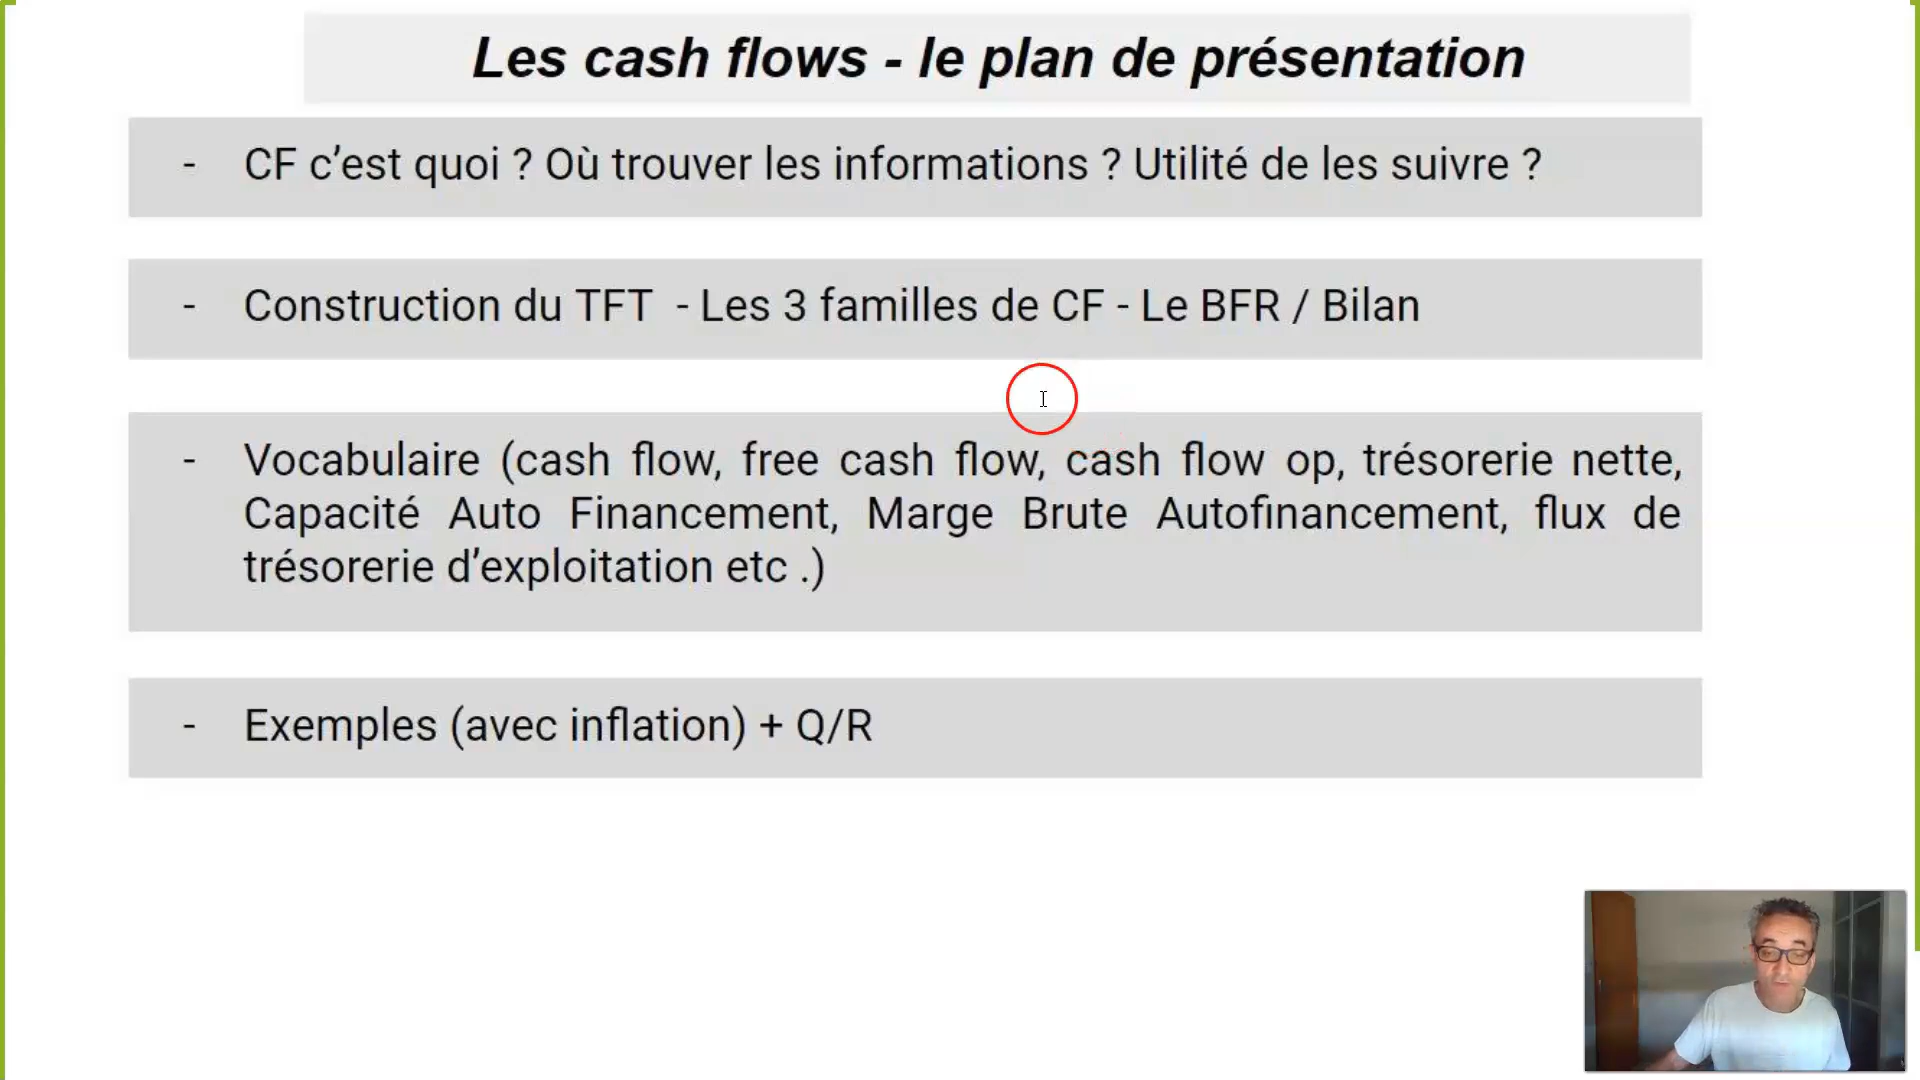 Les cash flows - le plan de présentation
- CF c’est quoi ? Où trouver les informations ? Utilité de les suivre ?
- Construction du TFT - Les 3 familles de CF - Le BFR / Bilan
- Vocabulaire (cash flow, free cash flow, cash flow op, trésorerie nette,
Capacité Auto Financement, Marge Brute Autofinancement, flux de
trésorerie d’exploitation etc .)
- Exemples (avec inflation) + Q/R